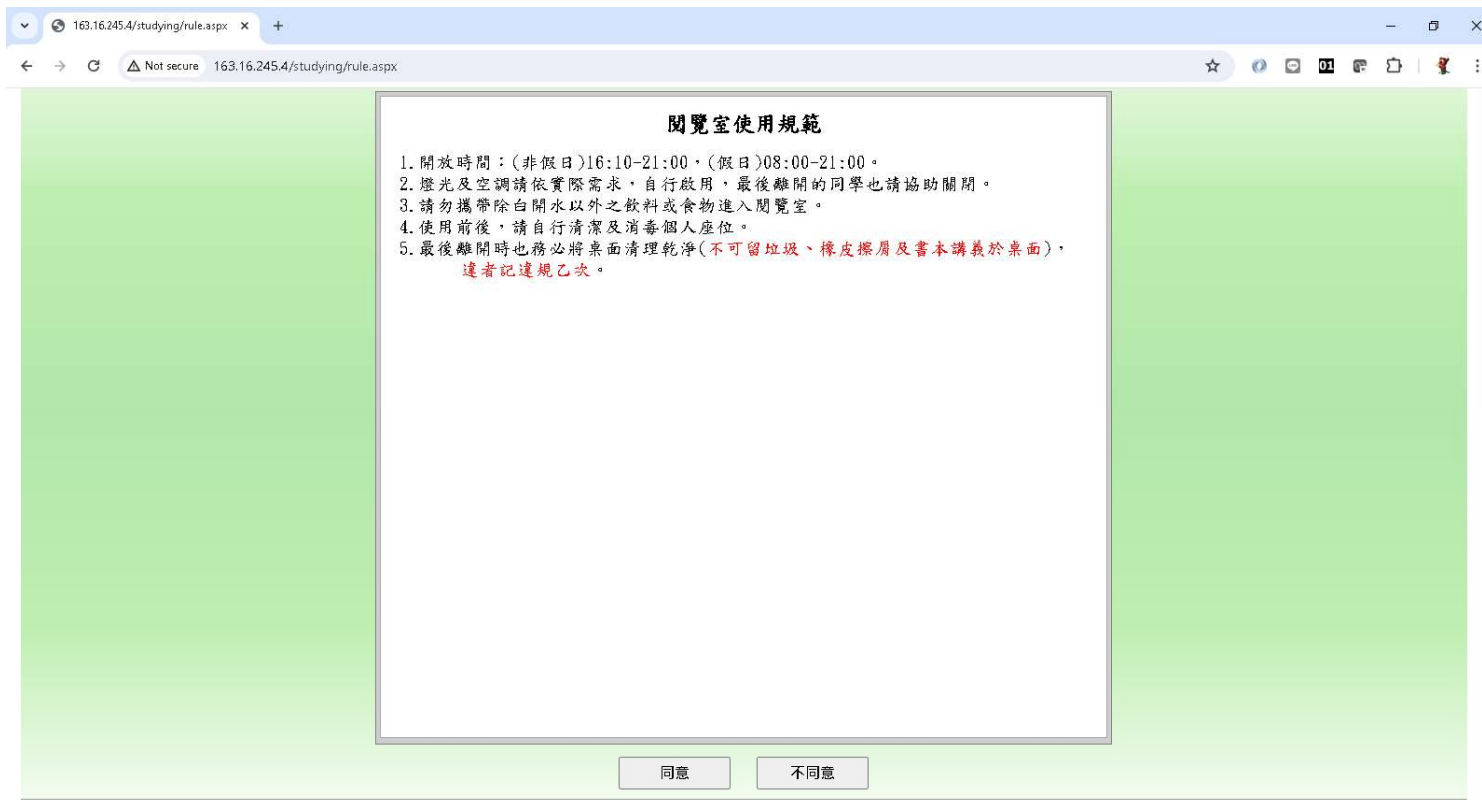 163.16.245.4/studying/rule.aspx
Not secure 163.16.245.4/studying/rule.aspx
01
閱覽室使用規範
1.開放時間：(非假日)16:10-21:00，(假日)08:00-21:00。
2.燈光及空調請依實際需求，自行啟用，最後離開的同學也請協助關閉。
3.請勿攜帶除白開水以外之飲料或食物進入閱覽室。
4.使用前後，請自行清潔及消毒個人座位。
5.最後離開時也務必將桌面清理乾淨(不可留垃圾、橡皮擦屑及書本講義於桌面)，
違者記違規乙次。
同意 不同意